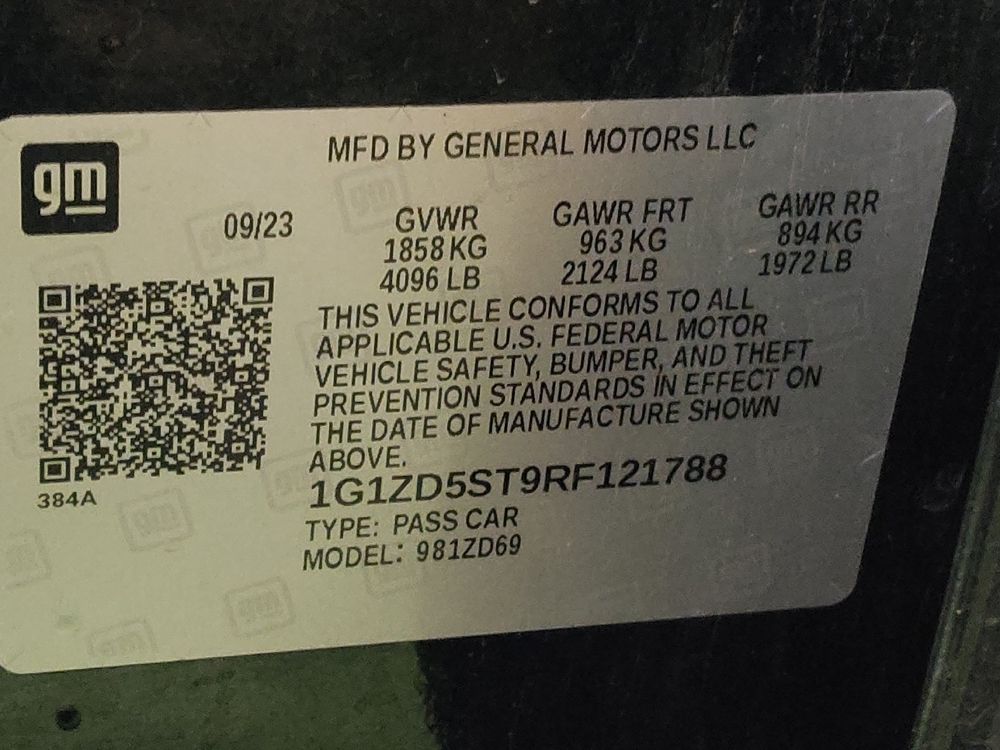 gm
MFD BY GENERAL MOTORS LLC
09/23 GVWR GAWR FRT GAWR RR
1858 KG 963 KG 894 KG
4096 LB 2124 LB 1972 LB
THIS VEHICLE CONFORMS TO ALL
APPLICABLE U.S. FEDERAL MOTOR
VEHICLE SAFETY, BUMPER, AND THEFT
PREVENTION STANDARDS IN EFFECT ON
THE DATE OF MANUFACTURE SHOWN
ABOVE.
384A
1G1ZD5ST9RF121788
TYPE: PASS CAR
MODEL: 981ZD69